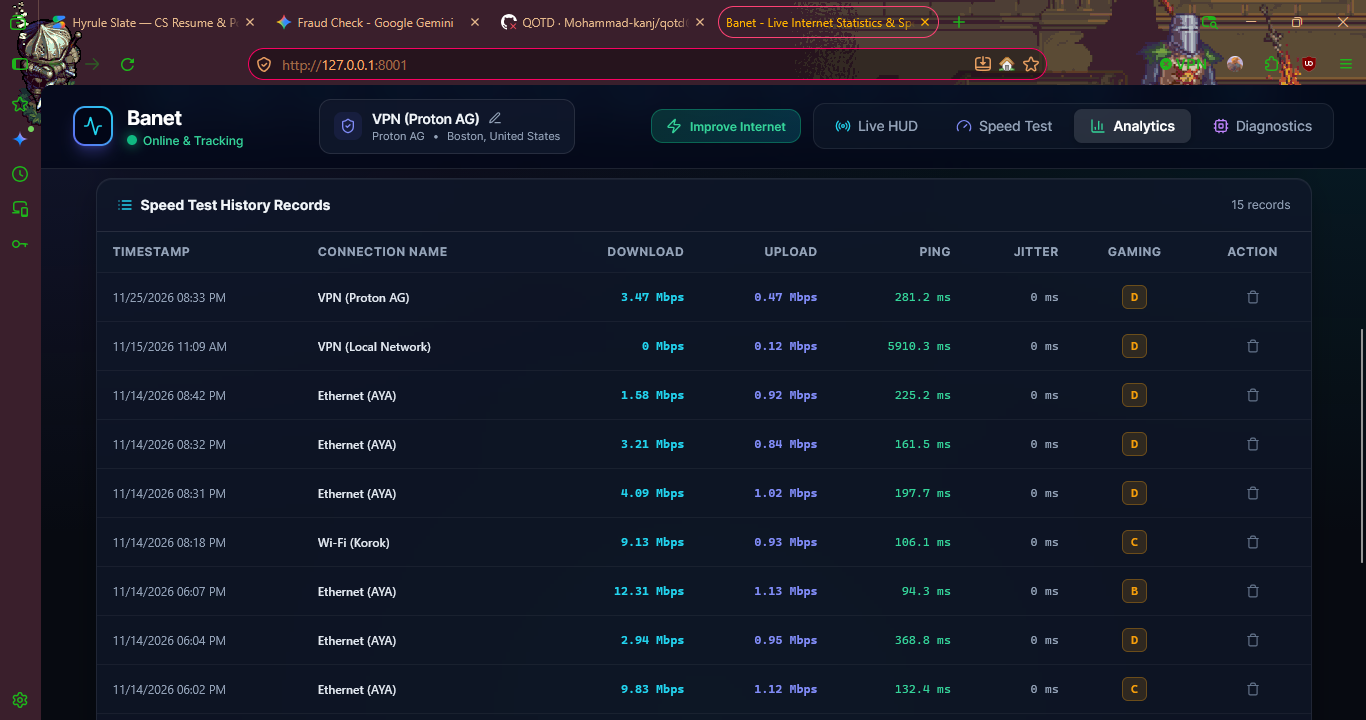 Hyrule Slate — CS Resume & P
Fraud Check - Google Gemini
QOTD · Mohammad-kanj/qotd
Banet - Live Internet Statistics & Sp
http://127.0.0.1:8001
VPN
Banet
Online & Tracking
VPN (Proton AG)
Proton AG • Boston, United States
Improve Internet
Live HUD
Speed Test
Analytics
Diagnostics
Speed Test History Records
15 records
TIMESTAMP CONNECTION NAME DOWNLOAD UPLOAD PING JITTER GAMING ACTION
11/25/2026 08:33 PM VPN (Proton AG) 3.47 Mbps 0.47 Mbps 281.2 ms 0 ms D
11/15/2026 11:09 AM VPN (Local Network) 0 Mbps 0.12 Mbps 5910.3 ms 0 ms D
11/14/2026 08:42 PM Ethernet (AYA) 1.58 Mbps 0.92 Mbps 225.2 ms 0 ms D
11/14/2026 08:32 PM Ethernet (AYA) 3.21 Mbps 0.84 Mbps 161.5 ms 0 ms D
11/14/2026 08:31 PM Ethernet (AYA) 4.09 Mbps 1.02 Mbps 197.7 ms 0 ms D
11/14/2026 08:18 PM Wi-Fi (Korok) 9.13 Mbps 0.93 Mbps 106.1 ms 0 ms C
11/14/2026 06:07 PM Ethernet (AYA) 12.31 Mbps 1.13 Mbps 94.3 ms 0 ms B
11/14/2026 06:04 PM Ethernet (AYA) 2.94 Mbps 0.95 Mbps 368.8 ms 0 ms D
11/14/2026 06:02 PM Ethernet (AYA) 9.83 Mbps 1.12 Mbps 132.4 ms 0 ms C